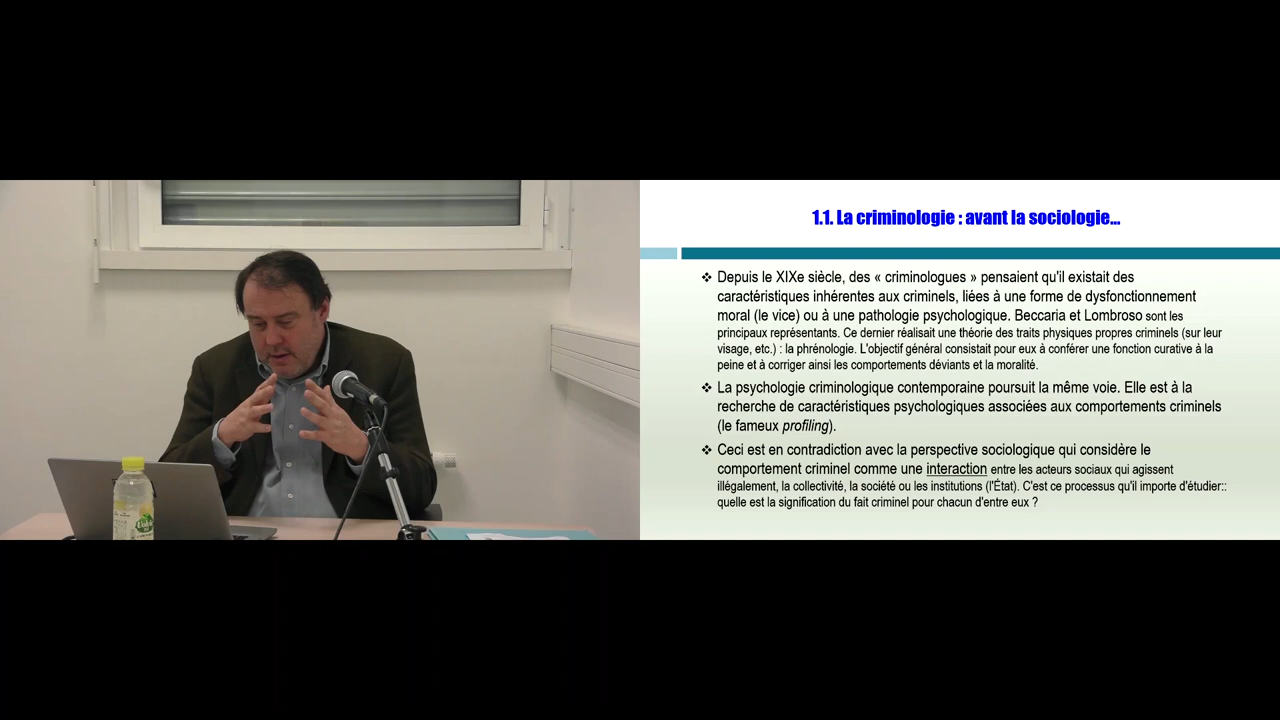 1.1. La criminologie : avant la sociologie...
❖ Depuis le XIXe siècle, des « criminologues » pensaient qu'il existait des
caractéristiques inhérentes aux criminels, liées à une forme de dysfonctionnement
moral (le vice) ou à une pathologie psychologique. Beccaria et Lombroso sont les
principaux représentants. Ce dernier réalisait une théorie des traits physiques propres criminels (sur leur
visage, etc.) : la phrénologie. L'objectif général consistait pour eux à conférer une fonction curative à la
peine et à corriger ainsi les comportements déviants et la moralité.
❖ La psychologie criminologique contemporaine poursuit la même voie. Elle est à la
recherche de caractéristiques psychologiques associées aux comportements criminels
(le fameux profiling).
❖ Ceci est en contradiction avec la perspective sociologique qui considère le
comportement criminel comme une interaction entre les acteurs sociaux qui agissent
illégalement, la collectivité, la société ou les institutions (l'État). C'est ce processus qu'il importe d'étudier::
quelle est la signification du fait criminel pour chacun d'entre eux ?